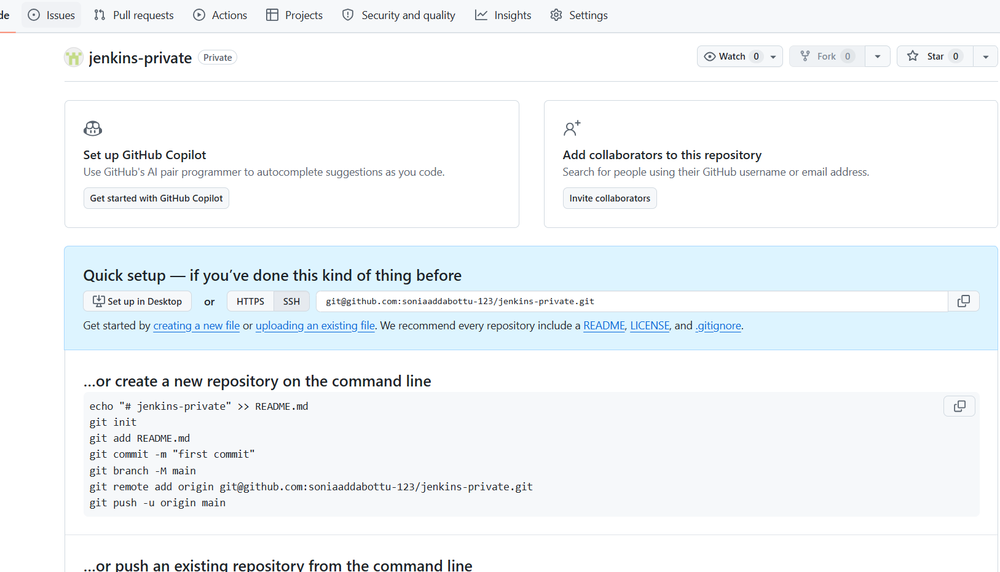 de Issues Pull requests Actions Projects Security and quality Insights Settings
jenkins-private Private Watch 0 Fork 0 Star 0
Set up GitHub Copilot
Use GitHub's AI pair programmer to autocomplete suggestions as you code.
Get started with GitHub Copilot
Add collaborators to this repository
Search for people using their GitHub username or email address.
Invite collaborators
Quick setup — if you’ve done this kind of thing before
Set up in Desktop or HTTPS SSH git@github.com:soniaaddabottu-123/jenkins-private.git
Get started by creating a new file or uploading an existing file. We recommend every repository include a README, LICENSE, and .gitignore.
...or create a new repository on the command line
echo "# jenkins-private" >> README.md
git init
git add README.md
git commit -m "first commit"
git branch -M main
git remote add origin git@github.com:soniaaddabottu-123/jenkins-private.git
git push -u origin main
...or push an existing repository from the command line